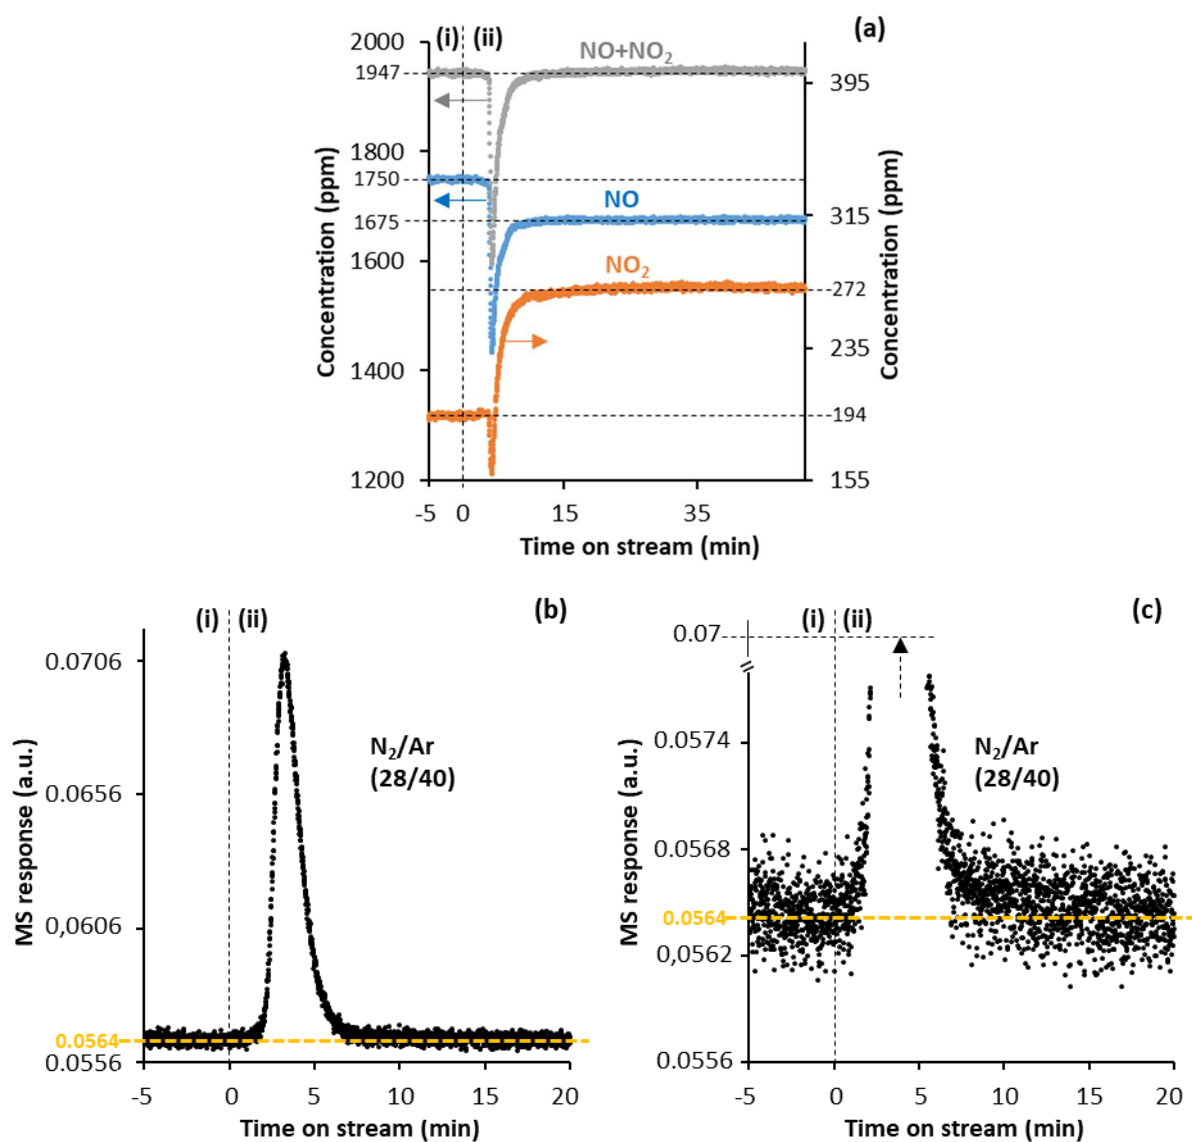 (a)
(i) (ii)
2000
1947
1800
1750
1675
1600
1400
1200
Concentration (ppm)
NO+NO₂
NO
NO₂
395
315
272
235
194
155
Concentration (ppm)
-5 0 15 35
Time on stream (min)
(b)
(i) (ii)
0.0706
0.0656
0,0606
0.0564
0.0556
MS response (a.u.)
N₂/Ar
(28/40)
-5 0 5 10 15 20
Time on stream (min)
(c)
(i) (ii)
0.07
0.0574
0.0568
0.0564
0,0562
0.0556
MS response (a.u.)
N₂/Ar
(28/40)
-5 0 5 10 15 20
Time on stream (min)